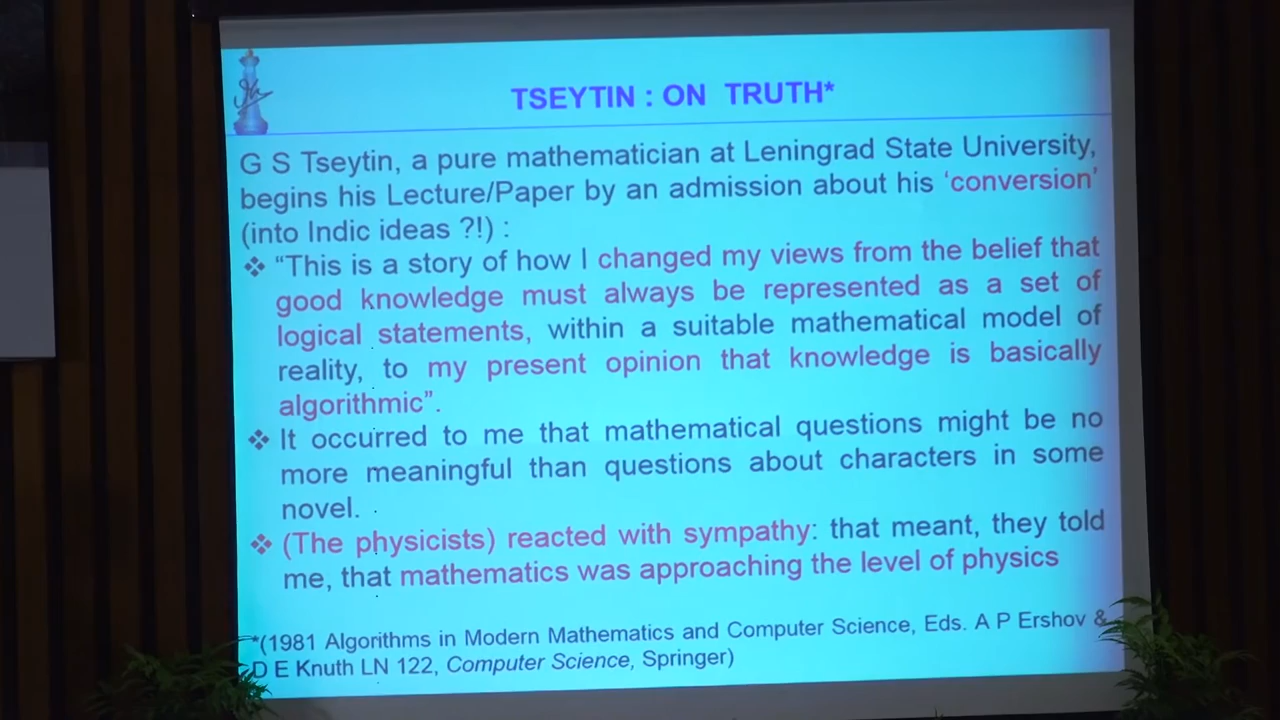 TSEYTIN : ON TRUTH*
G S Tseytin, a pure mathematician at Leningrad State University,
begins his Lecture/Paper by an admission about his ‘conversion’
(into Indic ideas ?!) :
❖ “This is a story of how I changed my views from the belief that
good knowledge must always be represented as a set of
logical statements, within a suitable mathematical model of
reality, to my present opinion that knowledge is basically
algorithmic”.
❖ It occurred to me that mathematical questions might be no
more meaningful than questions about characters in some
novel.
❖ (The physicists) reacted with sympathy: that meant, they told
me, that mathematics was approaching the level of physics
*(1981 Algorithms in Modern Mathematics and Computer Science, Eds. A P Ershov &
D E Knuth LN 122, Computer Science, Springer)